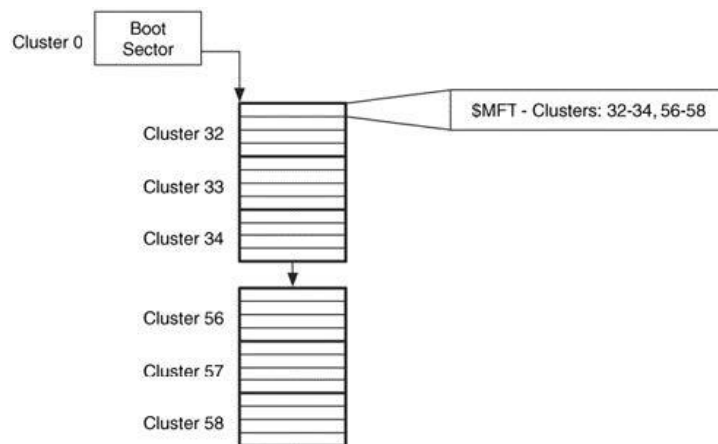 Cluster 0
Boot
Sector
$MFT - Clusters: 32-34, 56-58
Cluster 32
Cluster 33
Cluster 34
Cluster 56
Cluster 57
Cluster 58